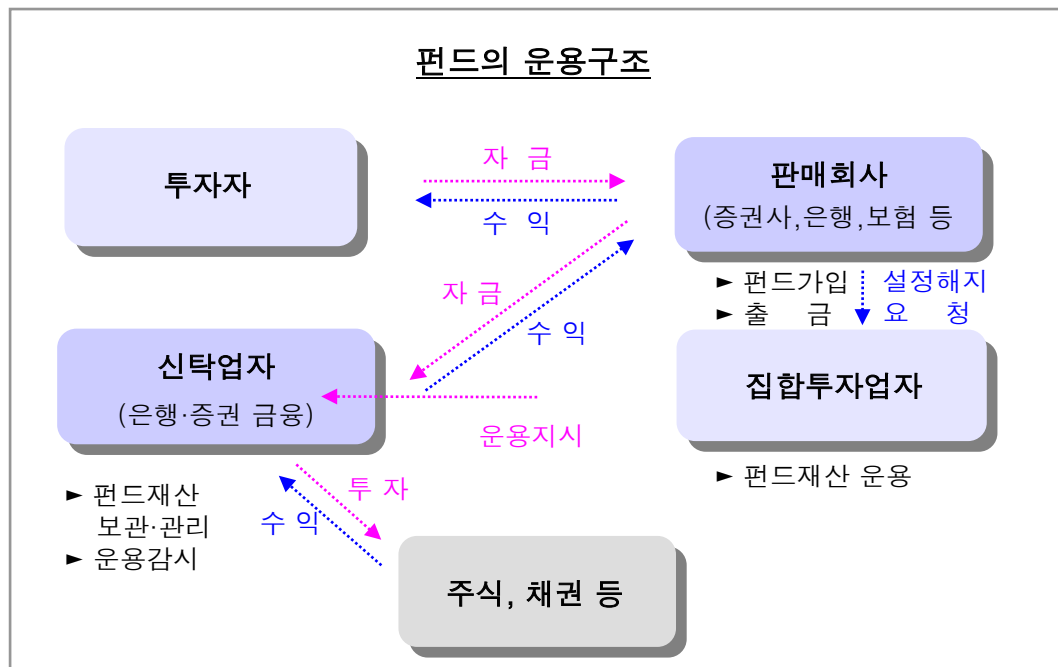 펀드의 운용구조
투자자
자 금
수 익
판매회사
(증권사,은행,보험 등
► 펀드가입
► 출 금
설정해지
요 청
자 금
수 익
신탁업자
(은행·증권 금융)
집합투자업자
운용지시
► 펀드재산 운용
► 펀드재산
보관·관리
► 운용감시
투 자
수 익
주식, 채권 등